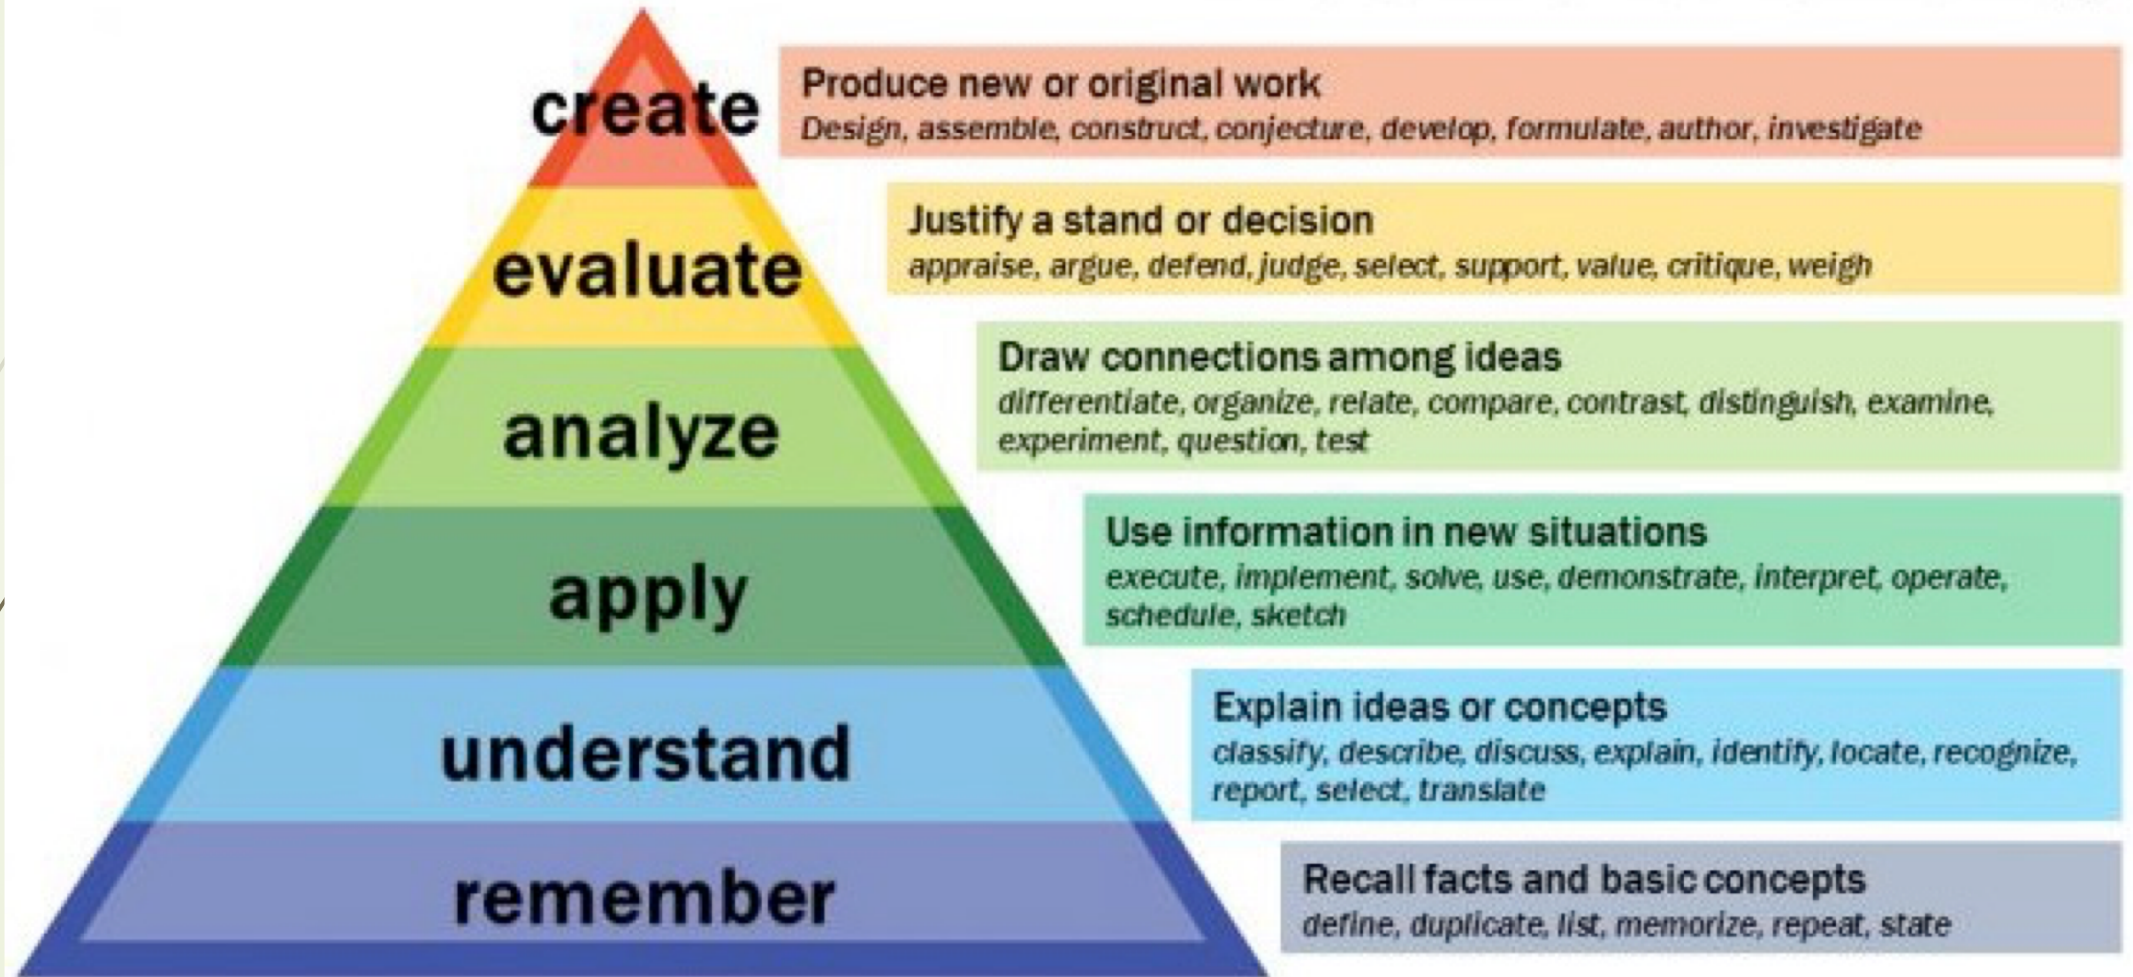 create
Produce new or original work
Design, assemble, construct, conjecture, develop, formulate, author, investigate
evaluate
Justify a stand or decision
appraise, argue, defend, judge, select, support, value, critique, weigh
analyze
Draw connections among ideas
differentiate, organize, relate, compare, contrast, distinguish, examine,
experiment, question, test
apply
Use information in new situations
execute, implement, solve, use, demonstrate, interpret, operate,
schedule, sketch
understand
Explain ideas or concepts
classify, describe, discuss, explain, identify, locate, recognize,
report, select, translate
remember
Recall facts and basic concepts
define, duplicate, list, memorize, repeat, state